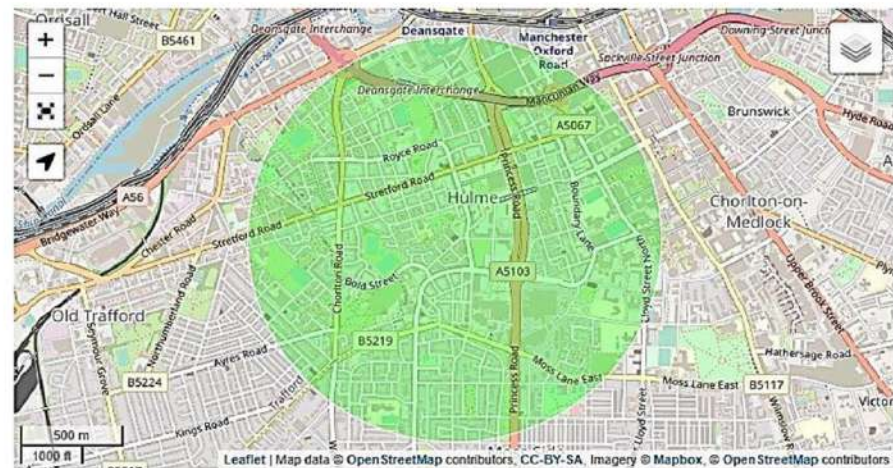 Ordsall
B5461
Deansgate Interchange
Deansgate
Manchester
Oxford
Road
Sackville Street Junction
Downing Street Junct
+
−
Ordsall Lane
Deansgate Interchange
Mancunian Way
Brunswick
Hyde Road
A5067
Royce Road
Princess Road
A56
Stretford Road
Hulme
Boundary Lane
Chorlton-on-
Medlock
Ship Canal
Bridgewater Way
Chester Road
Stretford Road
Chorlton Road
Bold Street
A5103
Lloyd Street North
Upper Brook Street
Old Trafford
Northumberland Road
Seymour Grove
B5219
Ayres Road
Princess Road
Moss Lane East
Hathersage Road
B5224
Moss Lane East
B5117
Victor
Trafford
Kings Road
Lloyd Street
Wilmslow Road
500 m
1000 ft
Leaflet | Map data © OpenStreetMap contributors, CC-BY-SA, Imagery © Mapbox, © OpenStreetMap contributors